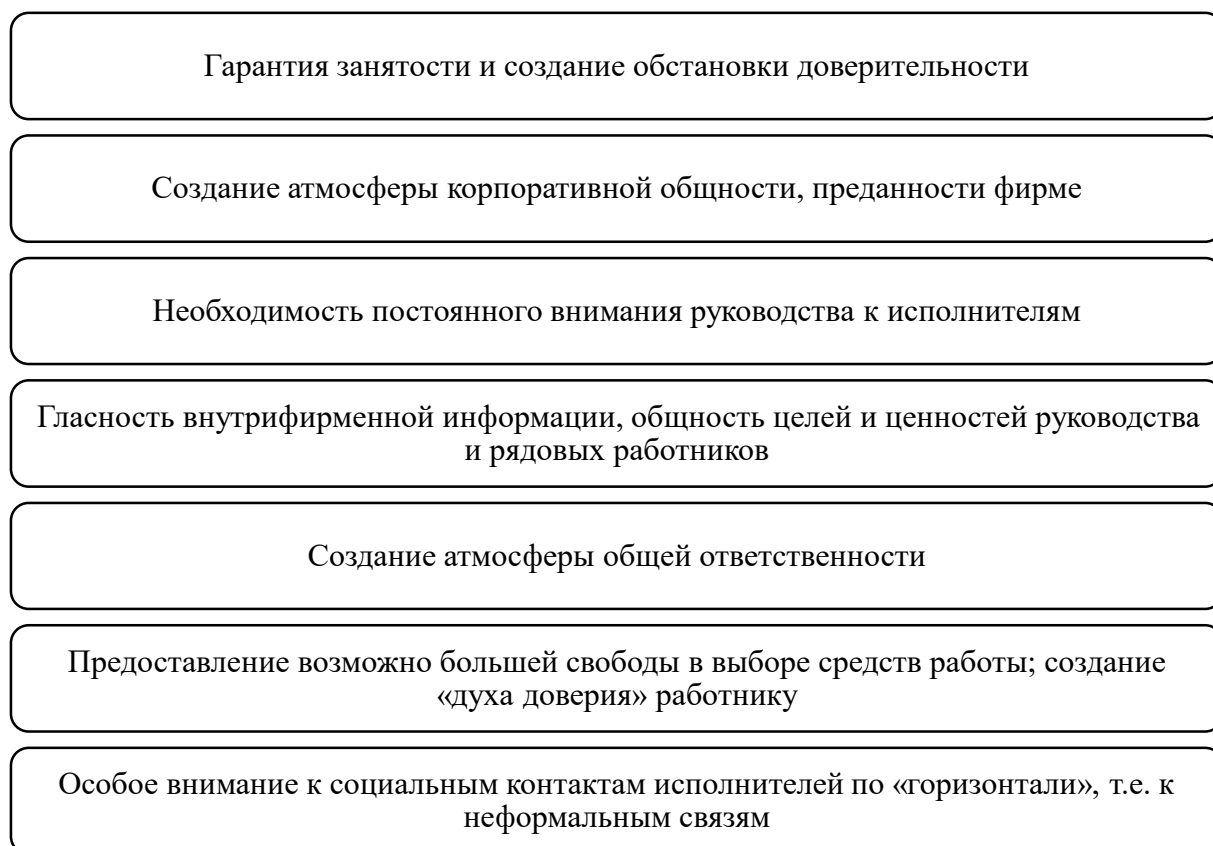 Гарантия занятости и создание обстановки доверительности
Создание атмосферы корпоративной общности, преданности фирме
Необходимость постоянного внимания руководства к исполнителям
Гласность внутрифирменной информации, общность целей и ценностей руководства
и рядовых работников
Создание атмосферы общей ответственности
Предоставление возможно большей свободы в выборе средств работы; создание
«духа доверия» работнику
Особое внимание к социальным контактам исполнителей по «горизонтали», т.е. к
неформальным связям